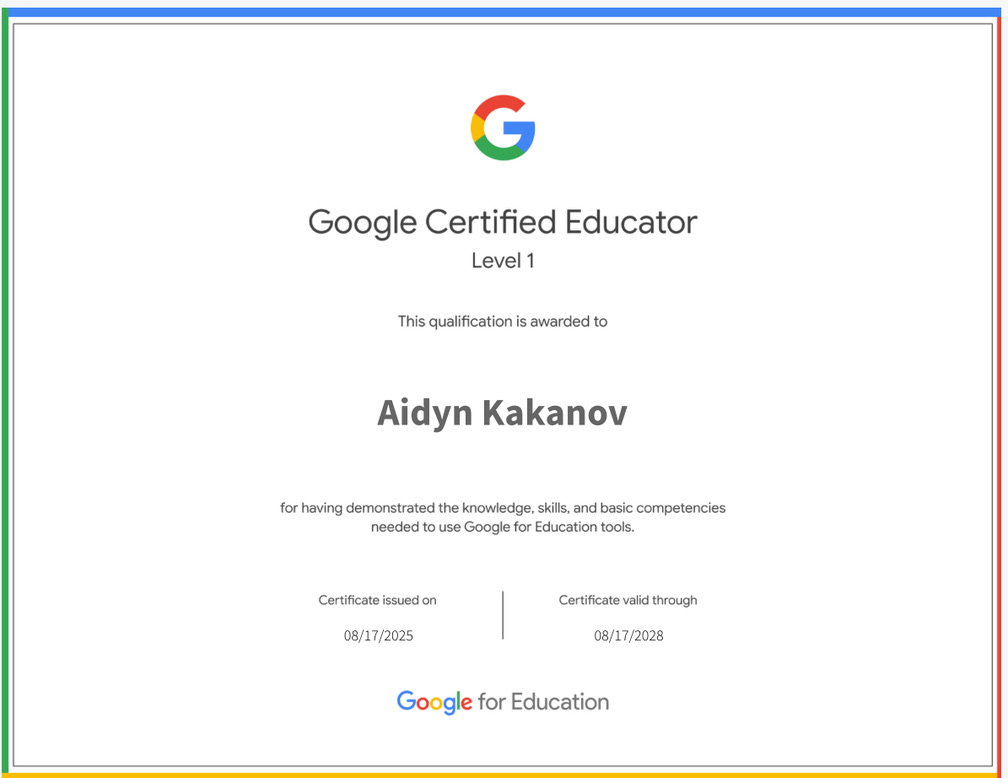 Google Certified Educator
Level 1
This qualification is awarded to
Aidyn Kakanov
for having demonstrated the knowledge, skills, and basic competencies
needed to use Google for Education tools.
Certificate issued on
08/17/2025
Certificate valid through
08/17/2028
Google for Education